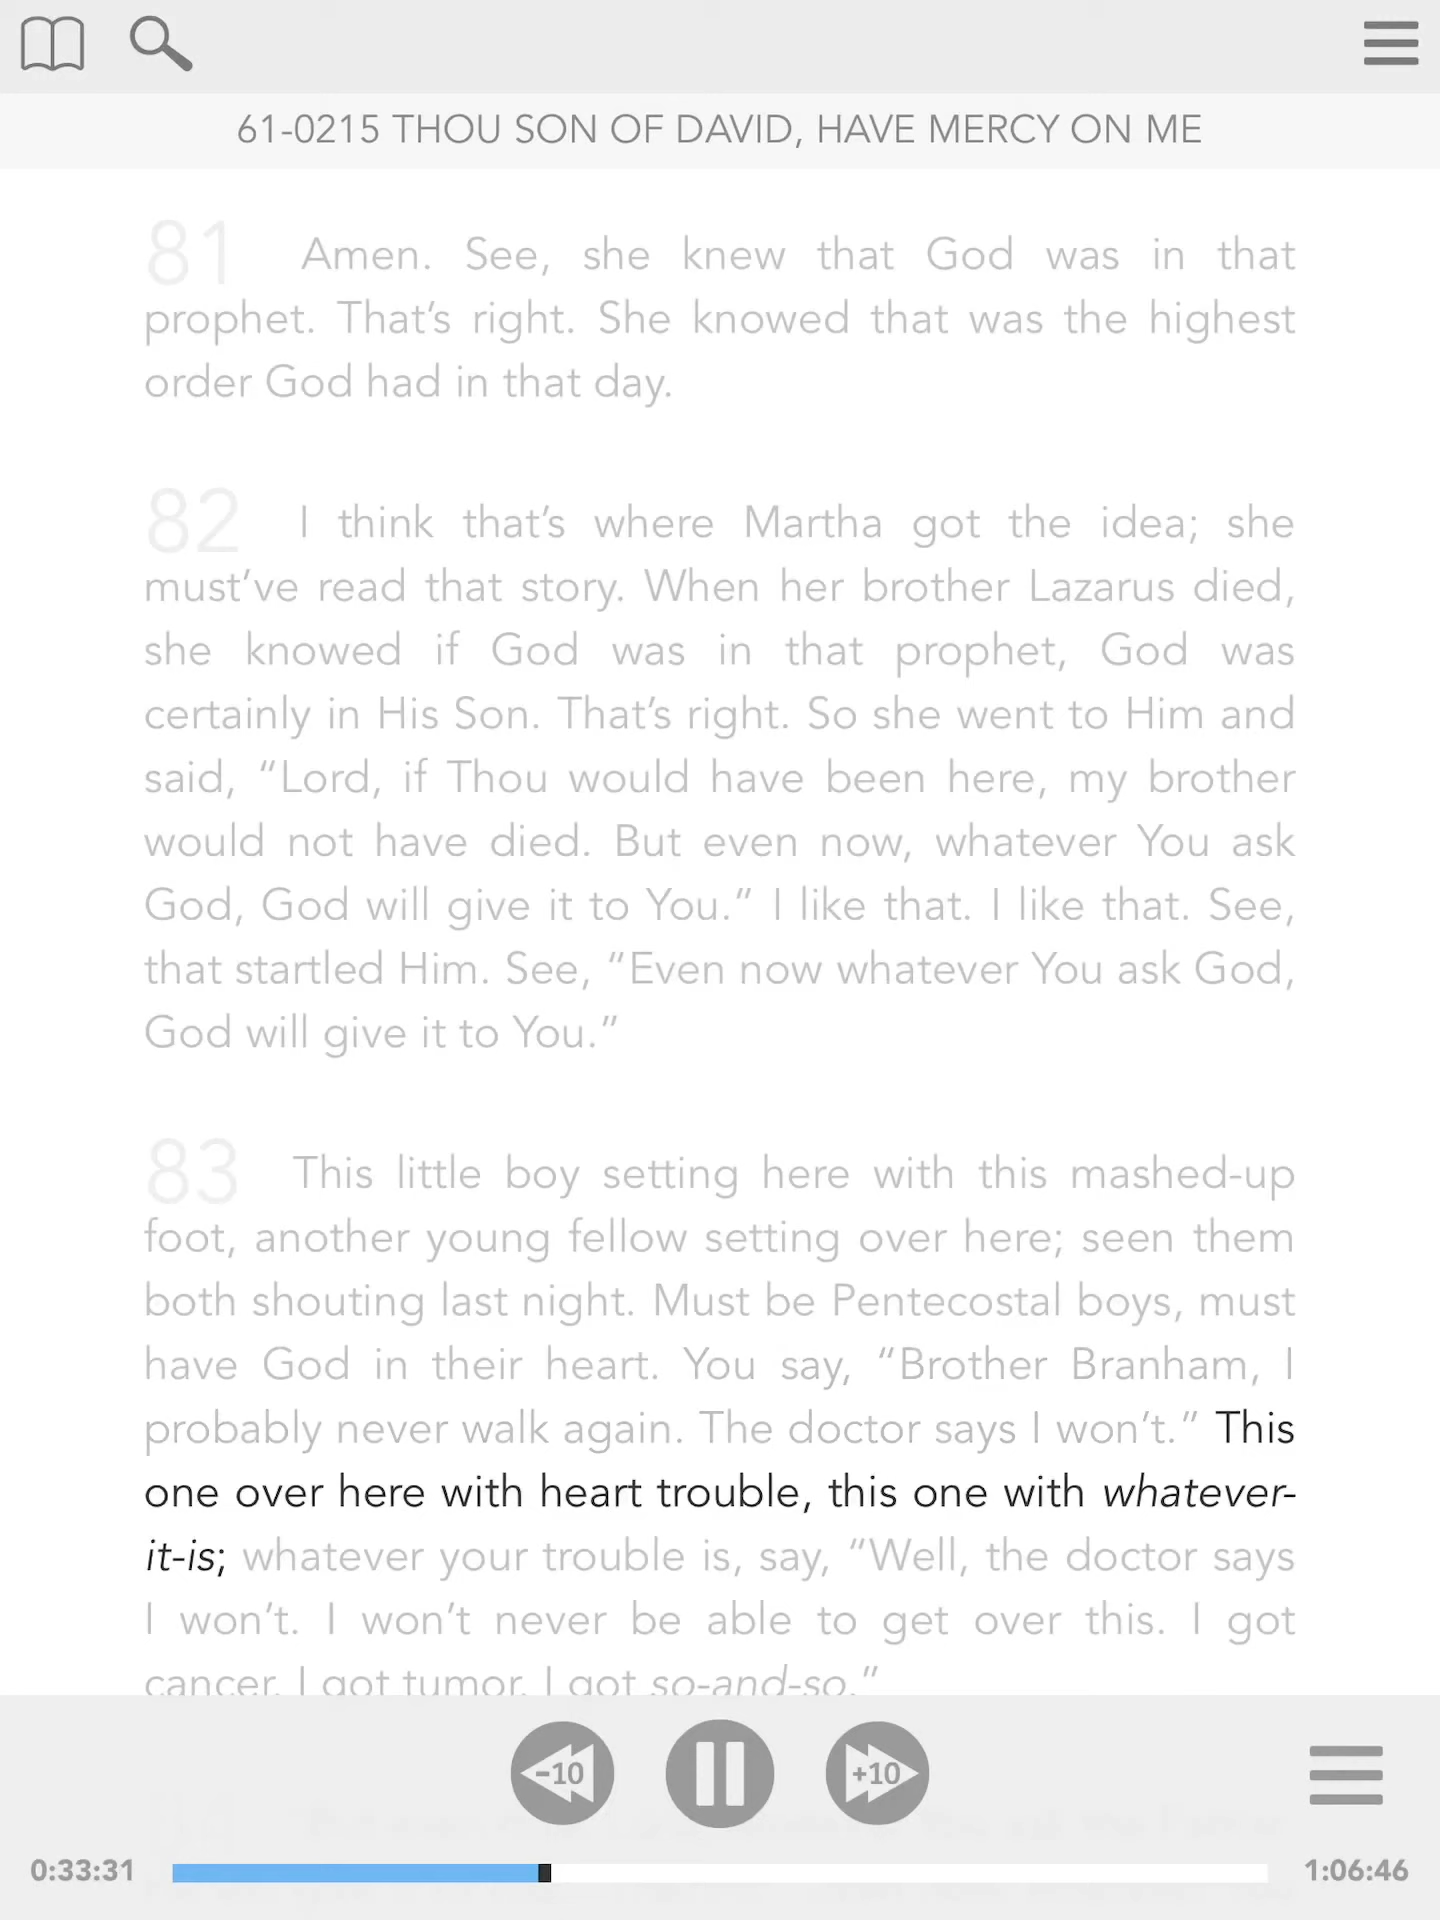 61-0215 THOU SON OF DAVID, HAVE MERCY ON ME
81 Amen. See, she knew that God was in that
prophet. That’s right. She knowed that was the highest
order God had in that day.
82 I think that’s where Martha got the idea; she
must’ve read that story. When her brother Lazarus died,
she knowed if God was in that prophet, God was
certainly in His Son. That’s right. So she went to Him and
said, “Lord, if Thou would have been here, my brother
would not have died. But even now, whatever You ask
God, God will give it to You.” I like that. I like that. See,
that startled Him. See, “Even now whatever You ask God,
God will give it to You.”
83 This little boy setting here with this mashed-up
foot, another young fellow setting over here; seen them
both shouting last night. Must be Pentecostal boys, must
have God in their heart. You say, “Brother Branham, I
probably never walk again. The doctor says I won’t.” This
one over here with heart trouble, this one with whatever-
it-is; whatever your trouble is, say, “Well, the doctor says
I won’t. I won’t never be able to get over this. I got
cancer. I got tumor. I got so-and-so.”
-10 +10
0:33:31 1:06:46